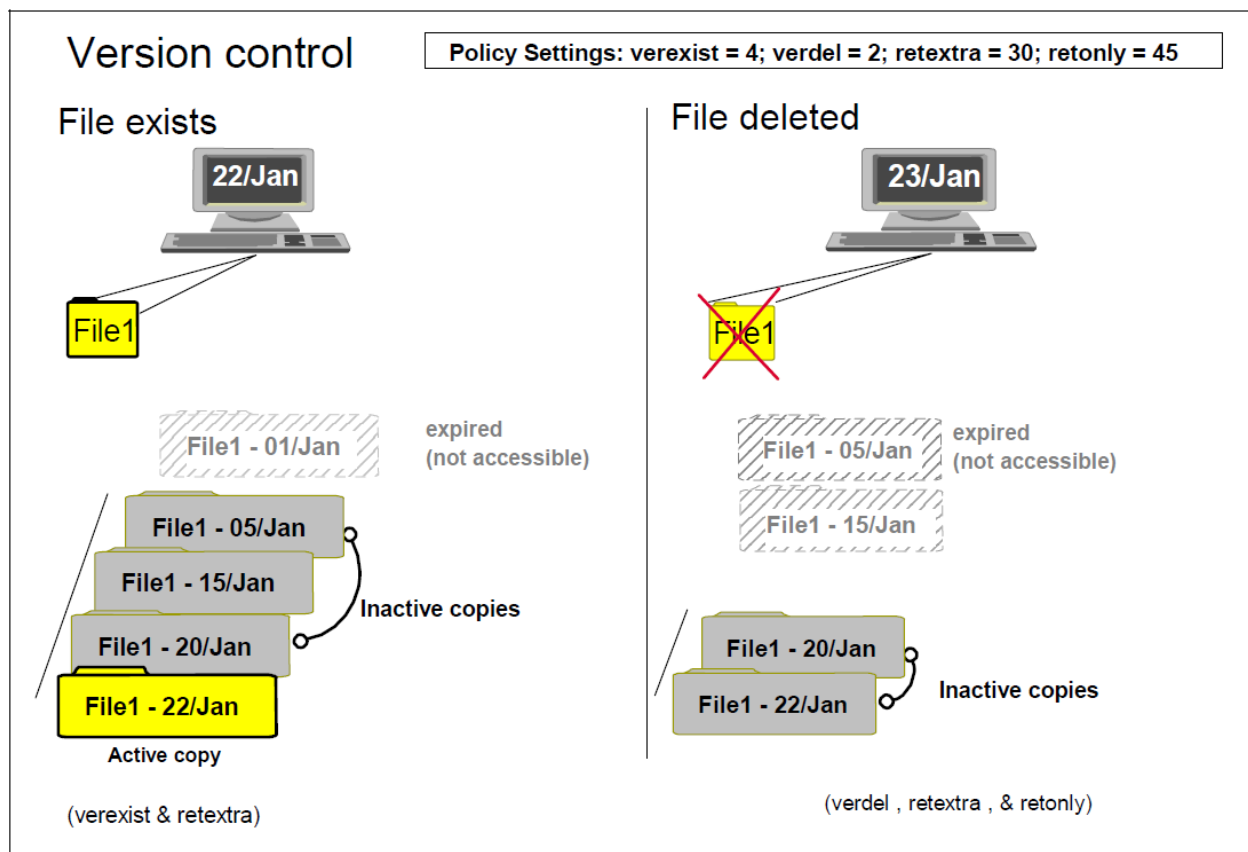 Version control
Policy Settings: verexist = 4; verdel = 2; retextra = 30; retonly = 45
File exists
22/Jan
File1
File1 - 01/Jan
expired
(not accessible)
File1 - 05/Jan
File1 - 15/Jan
Inactive copies
File1 - 20/Jan
File1 - 22/Jan
Active copy
(verexist & retextra)
File deleted
23/Jan
File1
File1 - 05/Jan
expired
(not accessible)
File1 - 15/Jan
File1 - 20/Jan
Inactive copies
File1 - 22/Jan
(verdel , retextra , & retonly)